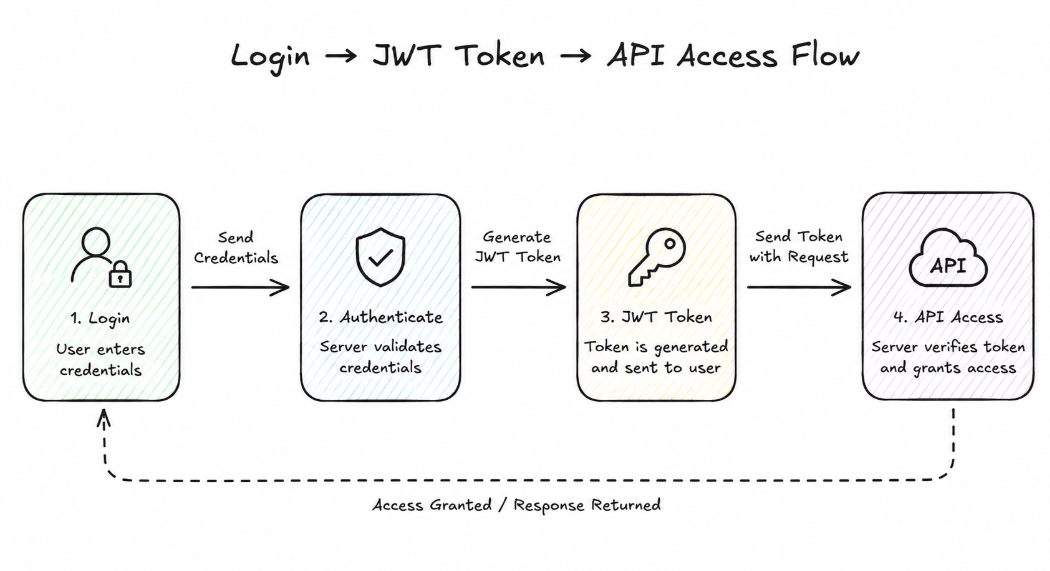 Login → JWT Token → API Access Flow
Send
Credentials
Generate
JWT Token
Send Token
with Request
API
1. Login
User enters
credentials
2. Authenticate
Server validates
credentials
3. JWT Token
Token is generated
and sent to user
4. API Access
Server verifies token
and grants access
Access Granted / Response Returned